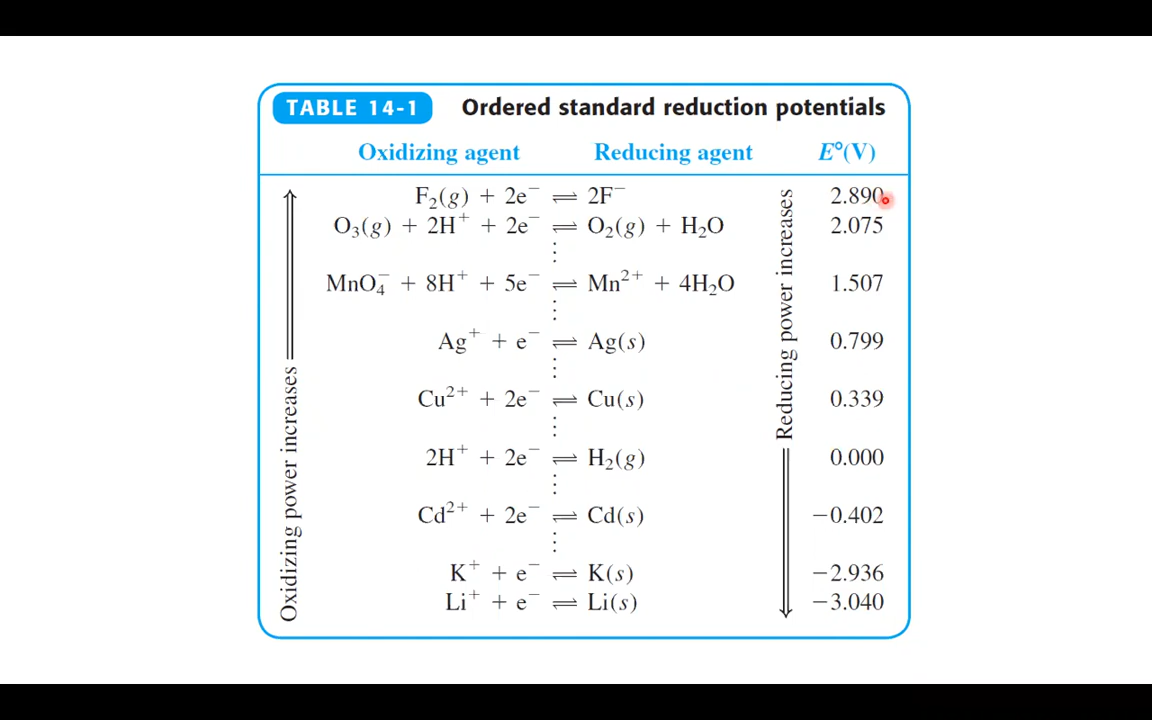 TABLE 14-1 Ordered standard reduction potentials
Oxidizing agent Reducing agent E°(V)
F₂(g) + 2e⁻ ⇌ 2F⁻ 2.890
O₃(g) + 2H⁺ + 2e⁻ ⇌ O₂(g) + H₂O 2.075
⋮
MnO₄⁻ + 8H⁺ + 5e⁻ ⇌ Mn²⁺ + 4H₂O 1.507
⋮
Ag⁺ + e⁻ ⇌ Ag(s) 0.799
⋮
Cu²⁺ + 2e⁻ ⇌ Cu(s) 0.339
⋮
2H⁺ + 2e⁻ ⇌ H₂(g) 0.000
⋮
Cd²⁺ + 2e⁻ ⇌ Cd(s) −0.402
⋮
K⁺ + e⁻ ⇌ K(s) −2.936
Li⁺ + e⁻ ⇌ Li(s) −3.040
Oxidizing power increases
Reducing power increases